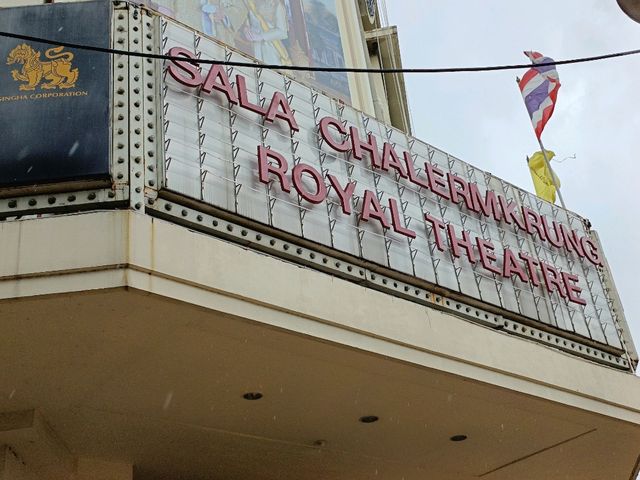 SINGHA CORPORATION
SALA CHALERMKRUNG
ROYAL THEATRE